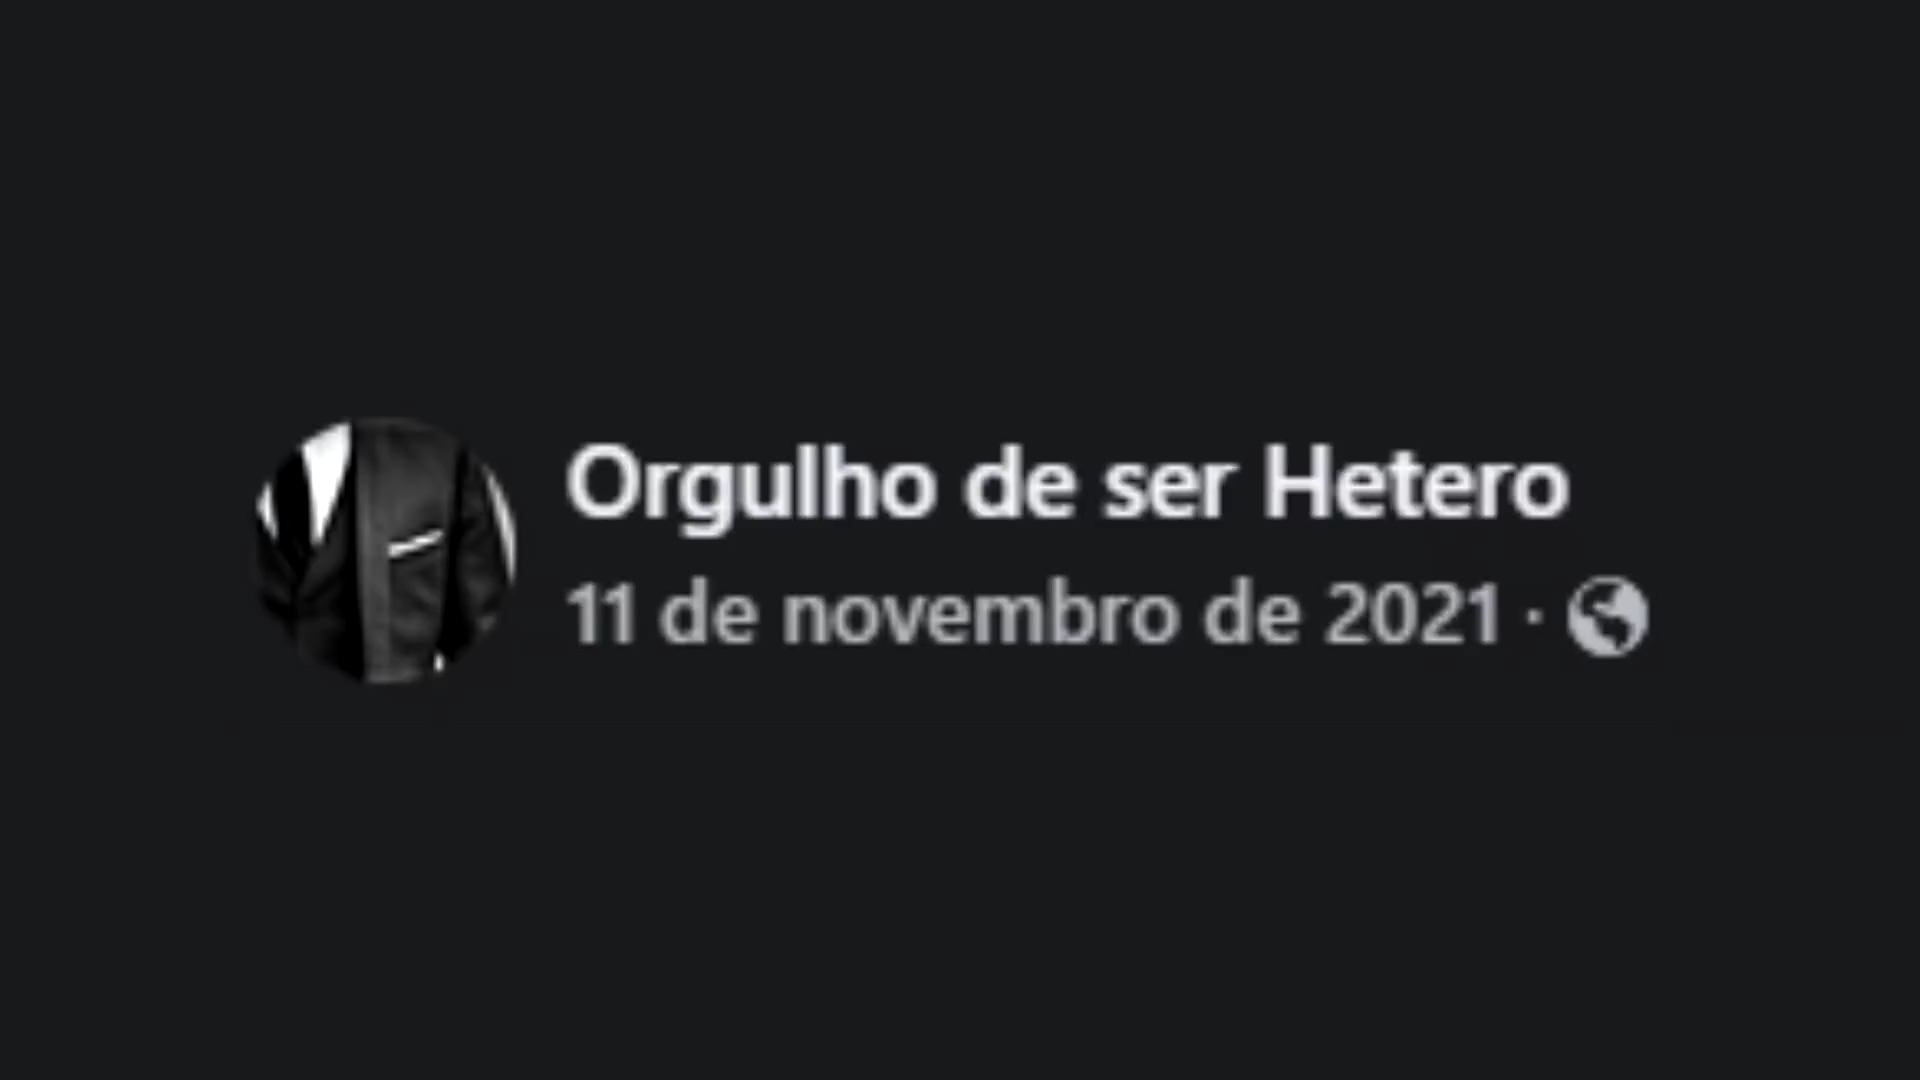 Orgulho de ser Hetero
11 de novembro de 2021 ·